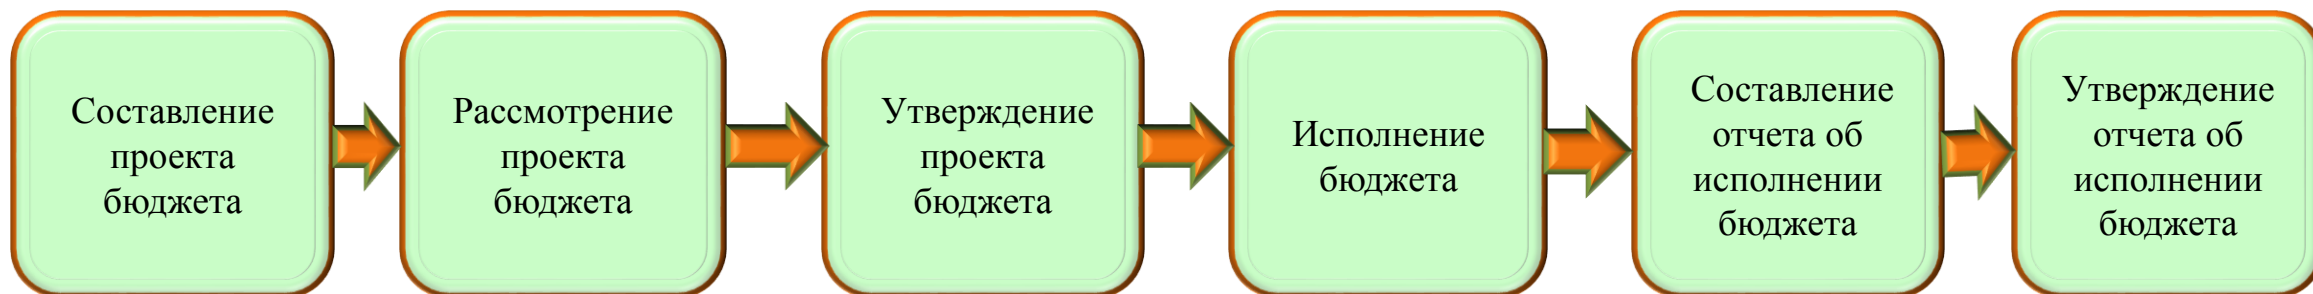 Составление
проекта
бюджета
Рассмотрение
проекта
бюджета
Утверждение
проекта
бюджета
Исполнение
бюджета
Составление
отчета об
исполнении
бюджета
Утверждение
отчета об
исполнении
бюджета